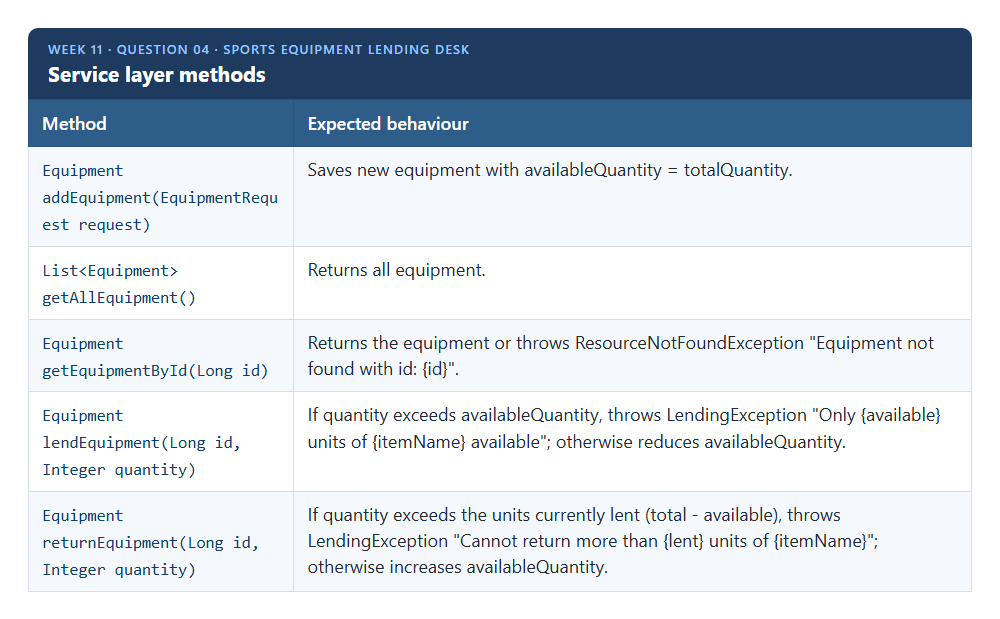 WEEK 11 · QUESTION 04 · SPORTS EQUIPMENT LENDING DESK
Service layer methods
Method
Expected behaviour
Equipment
addEquipment(EquipmentRequ
est request)
Saves new equipment with availableQuantity = totalQuantity.
List<Equipment>
getAllEquipment()
Returns all equipment.
Equipment
getEquipmentById(Long id)
Returns the equipment or throws ResourceNotFoundException "Equipment not
found with id: {id}".
Equipment
lendEquipment(Long id,
Integer quantity)
If quantity exceeds availableQuantity, throws LendingException "Only {available}
units of {itemName} available"; otherwise reduces availableQuantity.
Equipment
returnEquipment(Long id,
Integer quantity)
If quantity exceeds the units currently lent (total - available), throws
LendingException "Cannot return more than {lent} units of {itemName}";
otherwise increases availableQuantity.